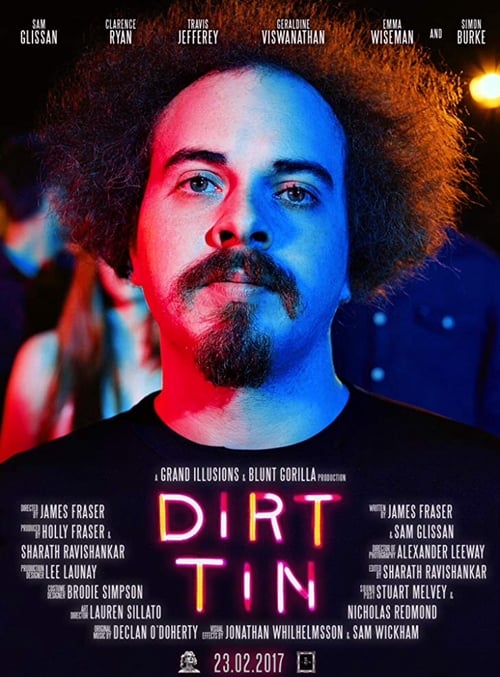 SAM GLISSAN
CLARENCE RYAN
TRAVIS JEFFEREY
GERALDINE VISWANATHAN
EMMA WISEMAN
AND
SIMON BURKE
A GRAND ILLUSIONS & BLUNT GORILLA PRODUCTION
DIRT
TIN
DIRECTED BY JAMES FRASER
PRODUCED BY HOLLY FRASER &
SHARATH RAVISHANKAR
PRODUCTION DESIGNER LEE LAUNAY
COSTUME DESIGNER BRODIE SIMPSON
ART DIRECTOR LAUREN SILLATO
WRITTEN BY JAMES FRASER
& SAM GLISSAN
DIRECTOR OF PHOTOGRAPHY ALEXANDER LEEWAY
EDITED BY SHARATH RAVISHANKAR
SOUND POST STUART MELVEY &
NICHOLAS REDMOND
ORIGINAL MUSIC BY DECLAN O'DOHERTY
VISUAL EFFECTS BY JONATHAN WHILHELMSSON & SAM WICKHAM
23.02.2017